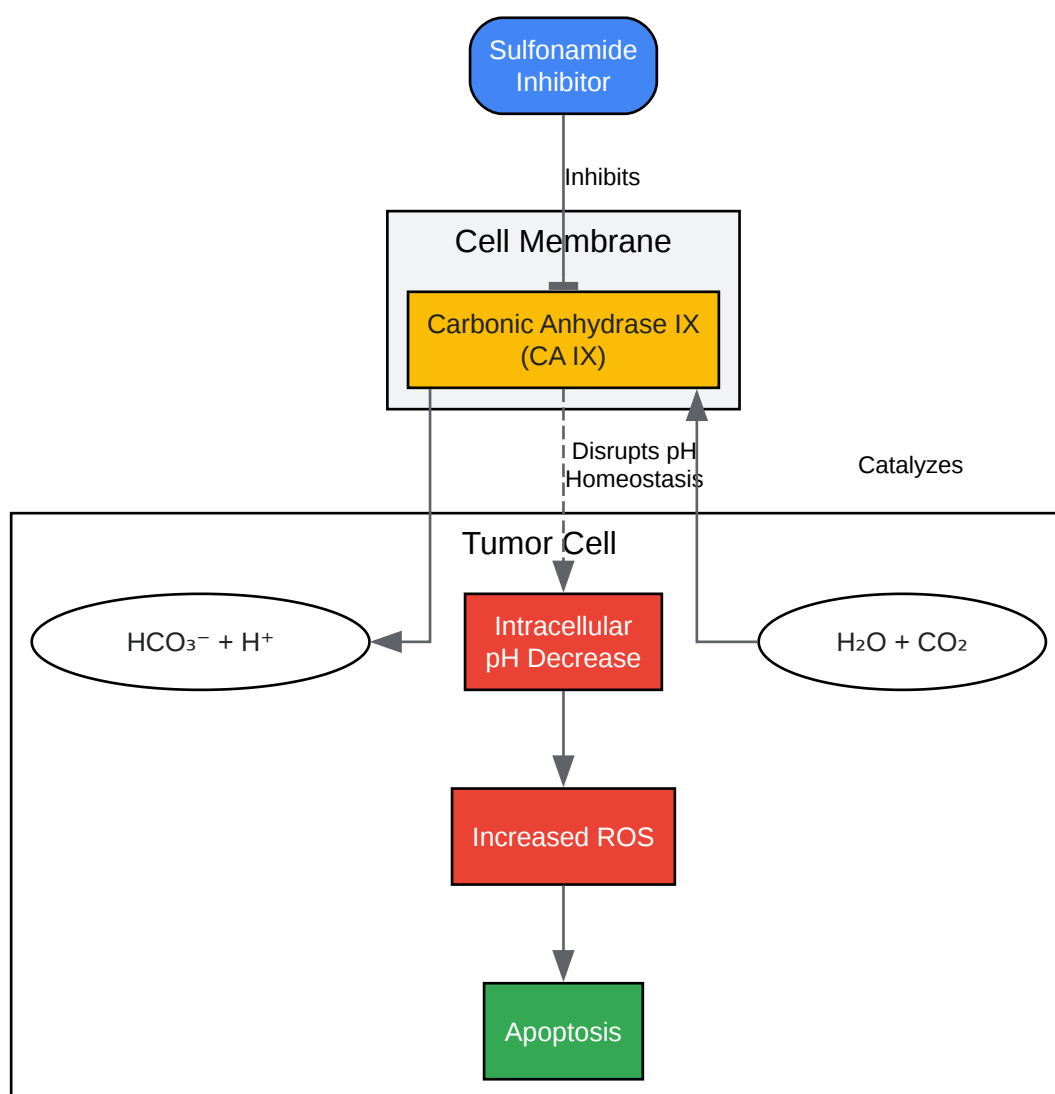 Sulfonamide
Inhibitor
Inhibits
Cell Membrane
Carbonic Anhydrase IX
(CA IX)
Disrupts pH
Homeostasis
Catalyzes
Tumor Cell
HCO₃⁻ + H⁺
Intracellular
pH Decrease
H₂O + CO₂
Increased ROS
Apoptosis